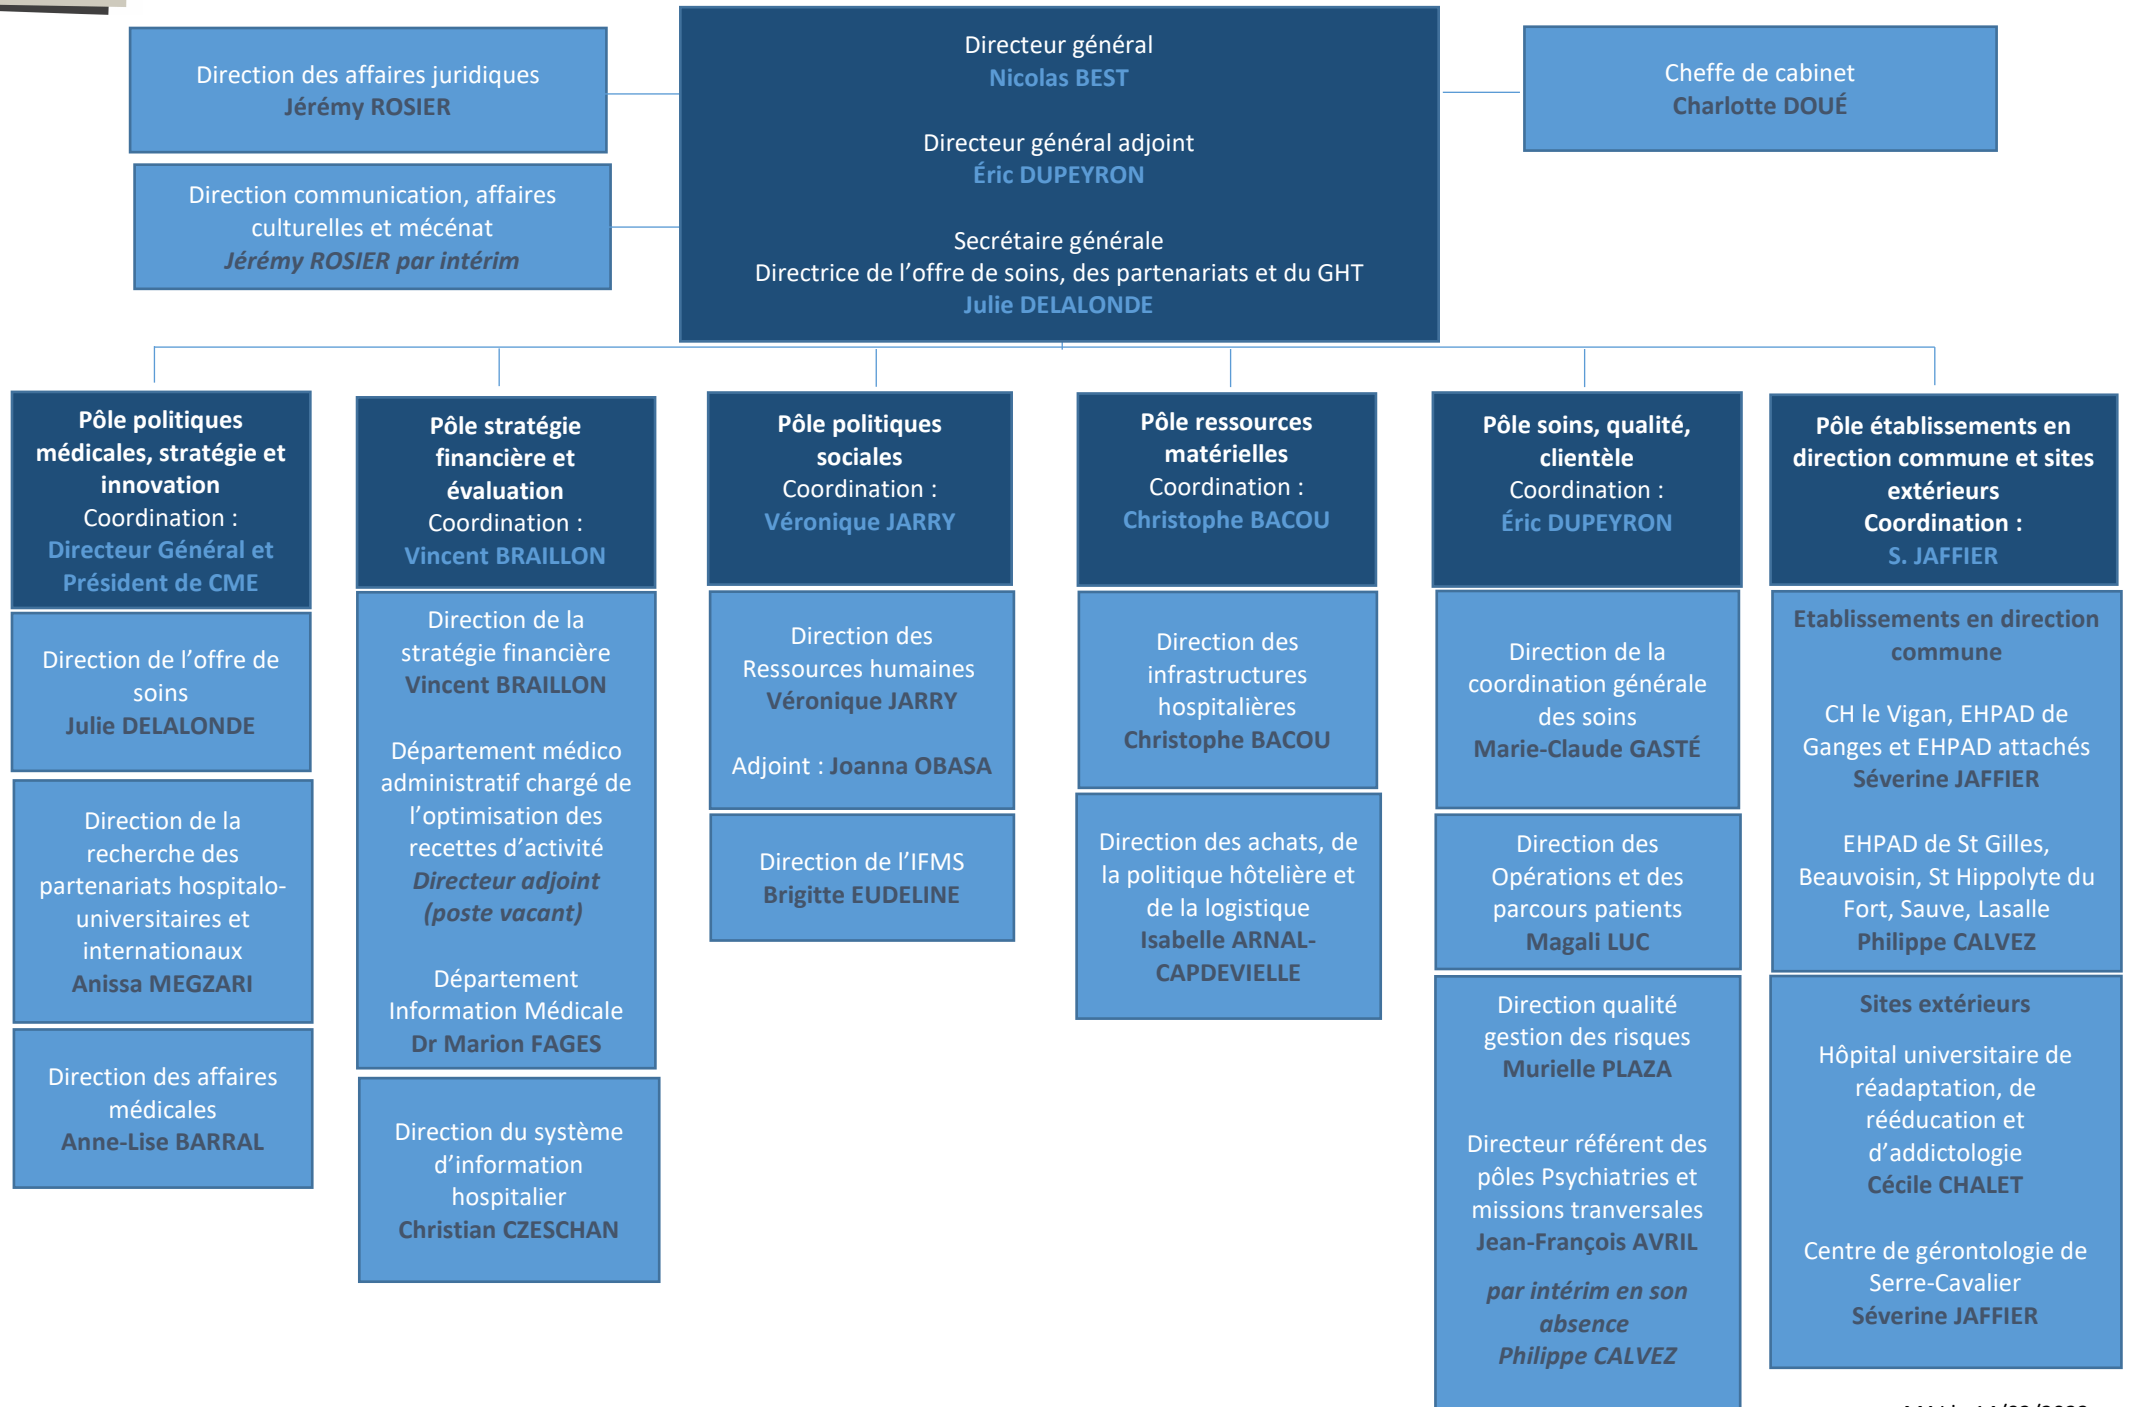 Direction des affaires juridiques
Jérémy ROSIER
Direction communication, affaires
culturelles et mécénat
Jérémy ROSIER par intérim
Directeur général
Nicolas BEST
Directeur général adjoint
Éric DUPEYRON
Secrétaire générale
Directrice de l’offre de soins, des partenariats et du GHT
Julie DELALONDE
Cheffe de cabinet
Charlotte DOUÉ
Pôle politiques
médicales, stratégie et
innovation
Coordination :
Directeur Général et
Président de CME
Direction de l’offre de
soins
Julie DELALONDE
Direction de la
recherche des
partenariats hospitalo-
universitaires et
internationaux
Anissa MEGZARI
Direction des affaires
médicales
Anne-Lise BARRAL
Pôle stratégie
financière et
évaluation
Coordination :
Vincent BRAILLON
Direction de la
stratégie financière
Vincent BRAILLON
Département médico
administratif chargé de
l’optimisation des
recettes d’activité
Directeur adjoint
(poste vacant)
Département
Information Médicale
Dr Marion FAGES
Direction du système
d’information
hospitalier
Christian CZESCHAN
Pôle politiques
sociales
Coordination :
Véronique JARRY
Direction des
Ressources humaines
Véronique JARRY
Adjoint : Joanna OBASA
Direction de l’IFMS
Brigitte EUDELINE
Pôle ressources
matérielles
Coordination :
Christophe BACOU
Direction des
infrastructures
hospitalières
Christophe BACOU
Direction des achats, de
la politique hôtelière et
de la logistique
Isabelle ARNAL-
CAPDEVIELLE
Pôle soins, qualité,
clientèle
Coordination :
Éric DUPEYRON
Direction de la
coordination générale
des soins
Marie-Claude GASTÉ
Direction des
Opérations et des
parcours patients
Magali LUC
Direction qualité
gestion des risques
Murielle PLAZA
Directeur référent des
pôles Psychiatries et
missions tranversales
Jean-François AVRIL
par intérim en son
absence
Philippe CALVEZ
Pôle établissements en
direction commune et sites
extérieurs
Coordination :
S. JAFFIER
Etablissements en direction
commune
CH le Vigan, EHPAD de
Ganges et EHPAD attachés
Séverine JAFFIER
EHPAD de St Gilles,
Beauvoisin, St Hippolyte du
Fort, Sauve, Lasalle
Philippe CALVEZ
Sites extérieurs
Hôpital universitaire de
réadaptation, de
rééducation et
d’addictologie
Cécile CHALET
Centre de gérontologie de
Serre-Cavalier
Séverine JAFFIER